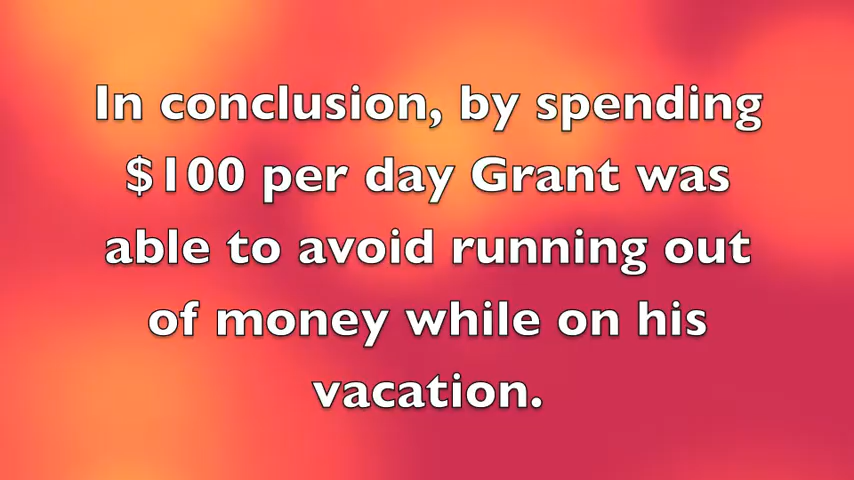 In conclusion, by spending
$100 per day Grant was
able to avoid running out
of money while on his
vacation.